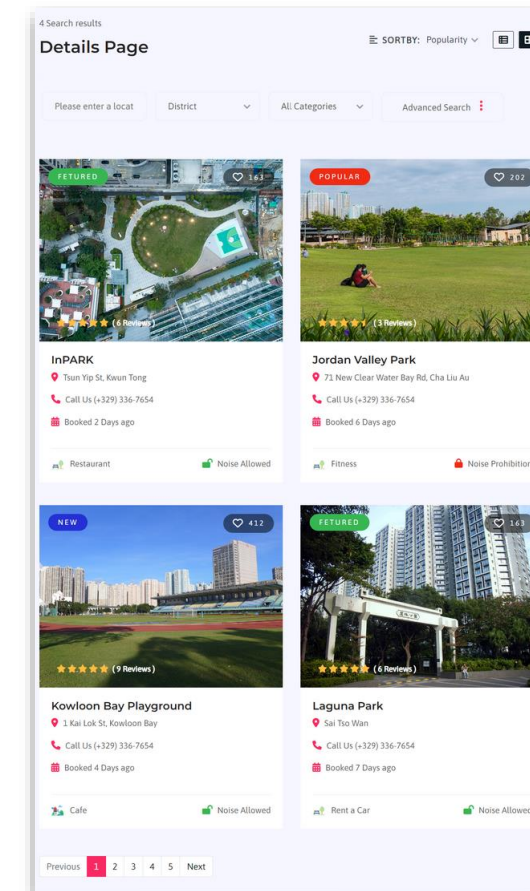 4 Search results
Details Page
SORTBY: Popularity
Please enter a locat
District
All Categories
Advanced Search
FETURED
163
(6 Reviews)
InPARK
Tsun Yip St, Kwun Tong
Call Us (+329) 336-7654
Booked 2 Days ago
Restaurant
Noise Allowed
POPULAR
202
(3 Reviews)
Jordan Valley Park
71 New Clear Water Bay Rd, Cha Liu Au
Call Us (+329) 336-7654
Booked 6 Days ago
Fitness
Noise Prohibition
NEW
412
(9 Reviews)
Kowloon Bay Playground
1 Kai Lok St, Kowloon Bay
Call Us (+329) 336-7654
Booked 4 Days ago
Cafe
Noise Allowed
FETURED
163
(6 Reviews)
Laguna Park
Sai Tso Wan
Call Us (+329) 336-7654
Booked 7 Days ago
Rent a Car
Noise Allowed
Previous 1 2 3 4 5 Next